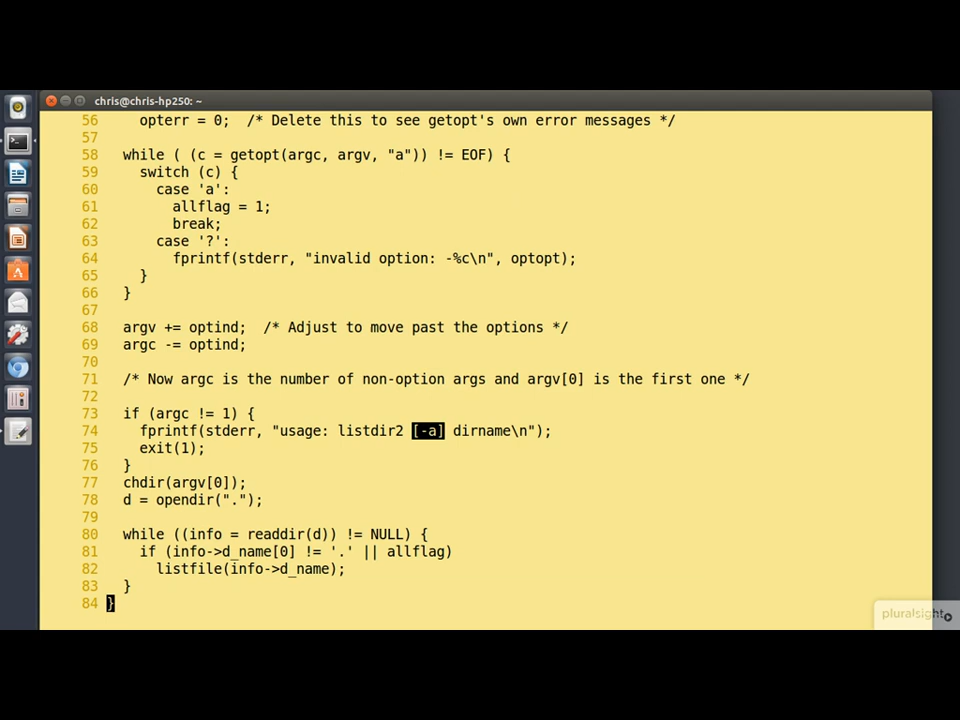 chris@chris-hp250: ~
56 opterr = 0; /* Delete this to see getopt's own error messages */
57
58 while ( (c = getopt(argc, argv, "a")) != EOF) {
59 switch (c) {
60 case 'a':
61 allflag = 1;
62 break;
63 case '?':
64 fprintf(stderr, "invalid option: -%c\n", optopt);
65 }
66 }
67
68 argv += optind; /* Adjust to move past the options */
69 argc -= optind;
70
71 /* Now argc is the number of non-option args and argv[0] is the first one */
72
73 if (argc != 1) {
74 fprintf(stderr, "usage: listdir2 [-a] dirname\n");
75 exit(1);
76 }
77 chdir(argv[0]);
78 d = opendir(".");
79
80 while ((info = readdir(d)) != NULL) {
81 if (info->d_name[0] != '.' || allflag)
82 listfile(info->d_name);
83 }
84 }
pluralsight